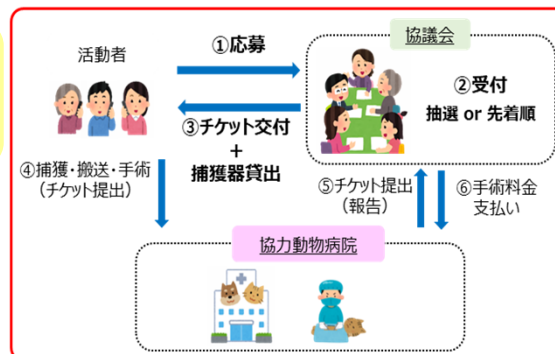 活動者
①応募
協議会
②受付
抽選 or 先着順
③チケット交付
+
捕獲器貸出
④捕獲・搬送・手術
(チケット提出)
⑤チケット提出
(報告)
⑥手術料金
支払い
協力動物病院